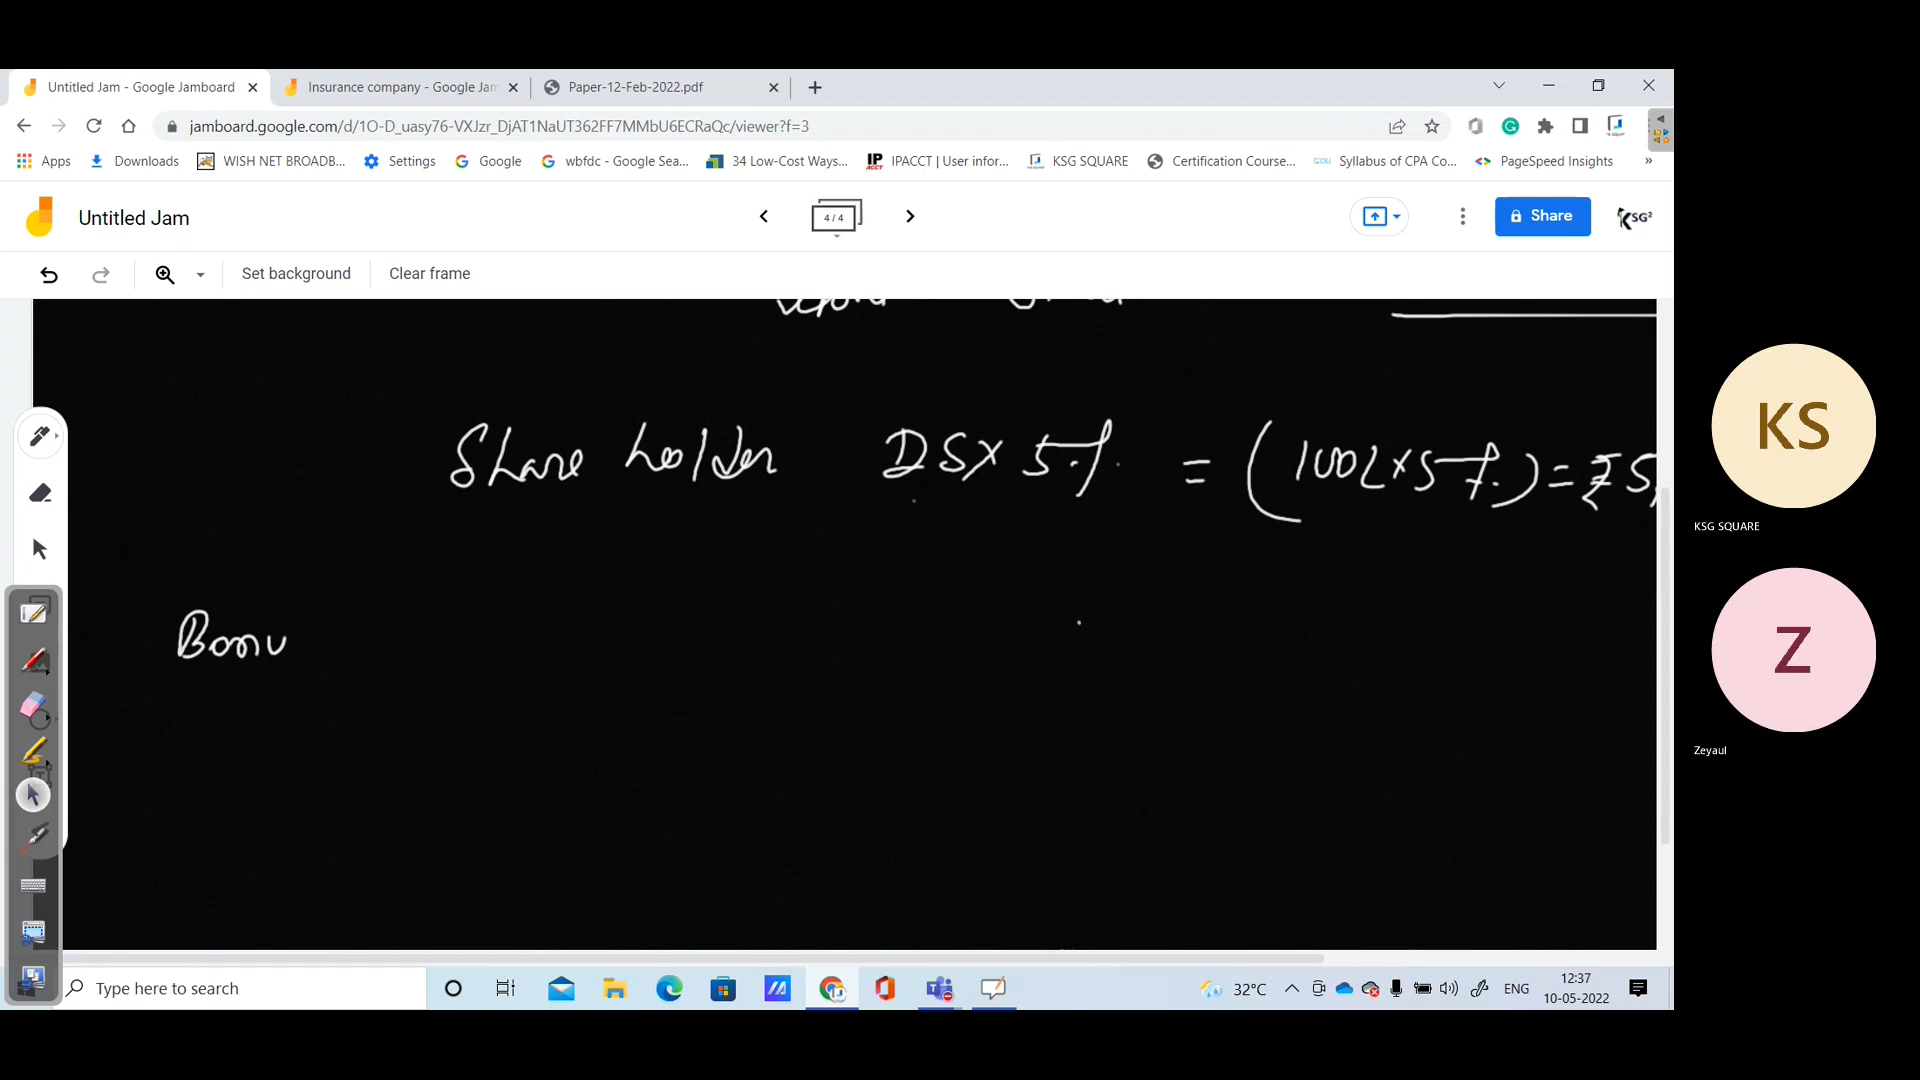 Untitled Jam - Google Jamboard
Insurance company - Google Jam
Paper-12-Feb-2022.pdf
jamboard.google.com/d/1O-D_uasy76-VXJzr_DjAT1NaUT362FF7MMbU6ECRaQc/viewer?f=3
Apps Downloads WISH NET BROADB... Settings Google wbfdc - Google Sea... 34 Low-Cost Ways... IPACCT | User infor... KSG SQUARE Certification Course... Syllabus of CPA Co... PageSpeed Insights »
Untitled Jam
4 / 4
Share
KSG²
Set background Clear frame
Share holder DS x 5% = (100L x 5%) = ₹ 5,
Bonu
KS
KSG SQUARE
Z
Zeyaul
Type here to search
32°C
ENG
12:37
10-05-2022